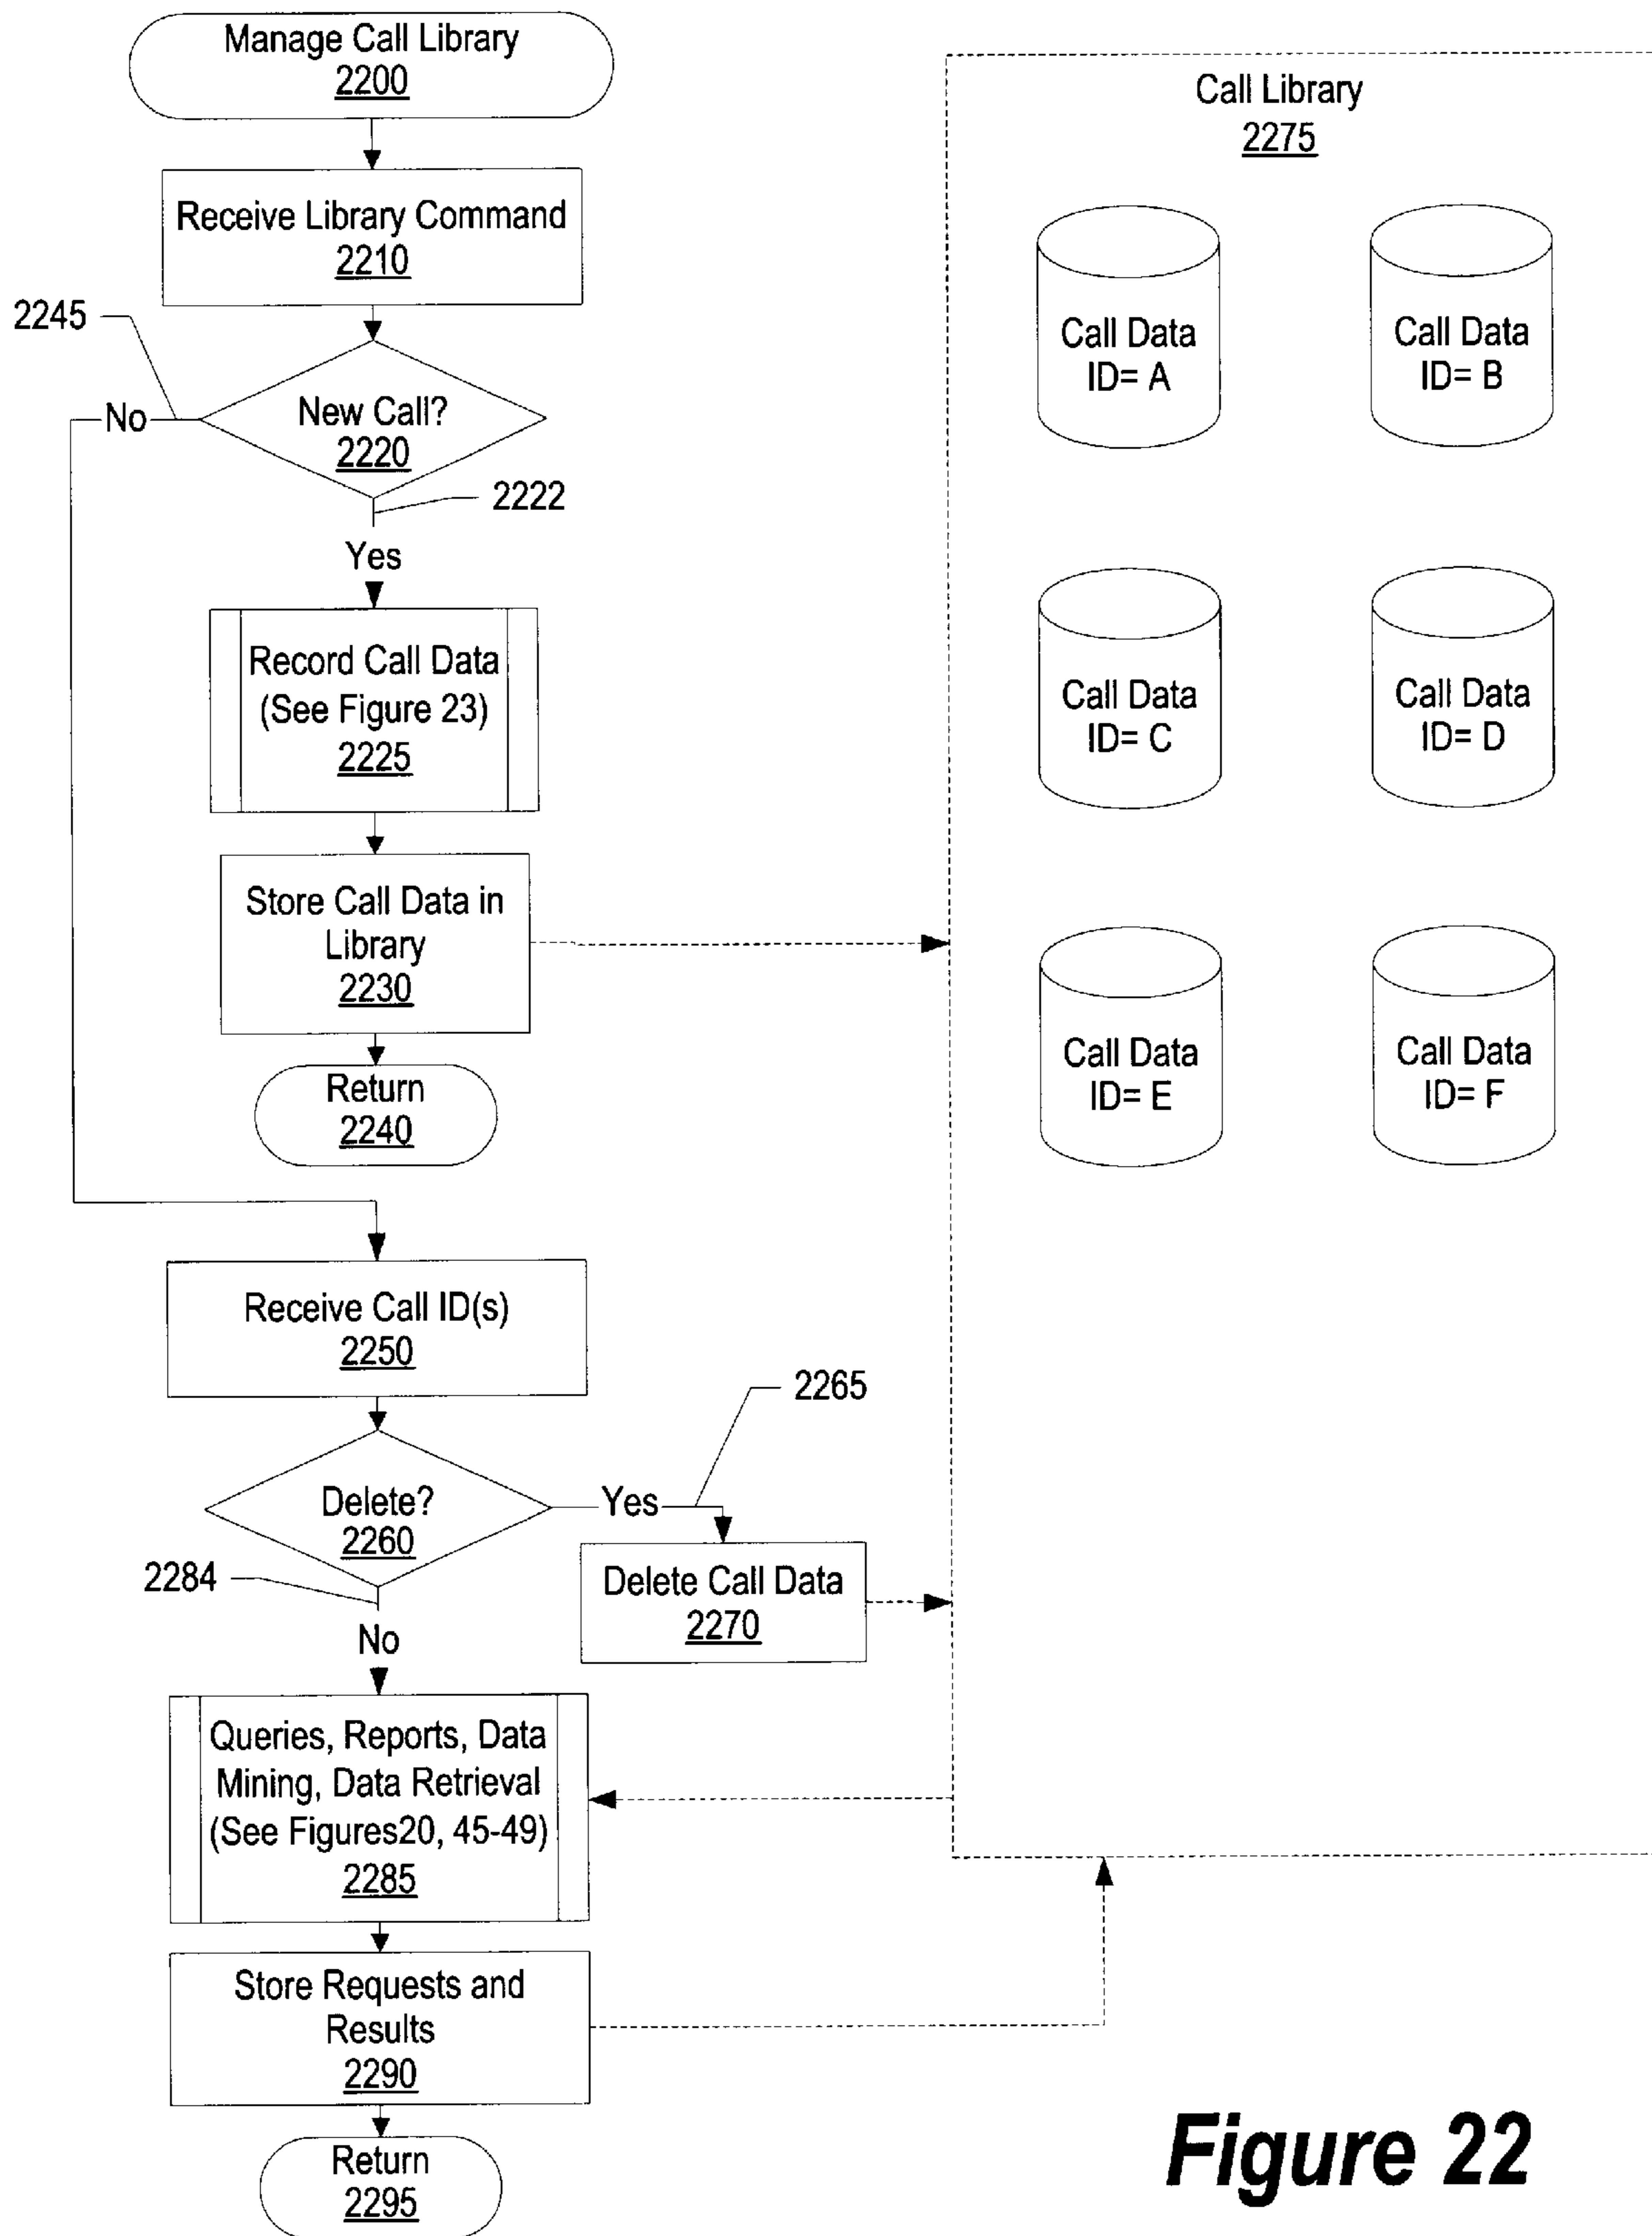 Manage Call Library
2200
Receive Library Command
2210
2245
No
New Call?
2220
2222
Yes
Record Call Data
(See Figure 23)
2225
Store Call Data in
Library
2230
Return
2240
Receive Call ID(s)
2250
2265
Delete?
2260
Yes
2284
Delete Call Data
2270
No
Queries, Reports, Data
Mining, Data Retrieval
(See Figures20, 45-49)
2285
Store Requests and
Results
2290
Return
2295
Call Library
2275
Call Data
ID= A
Call Data
ID= B
Call Data
ID= C
Call Data
ID= D
Call Data
ID= E
Call Data
ID= F
Figure 22